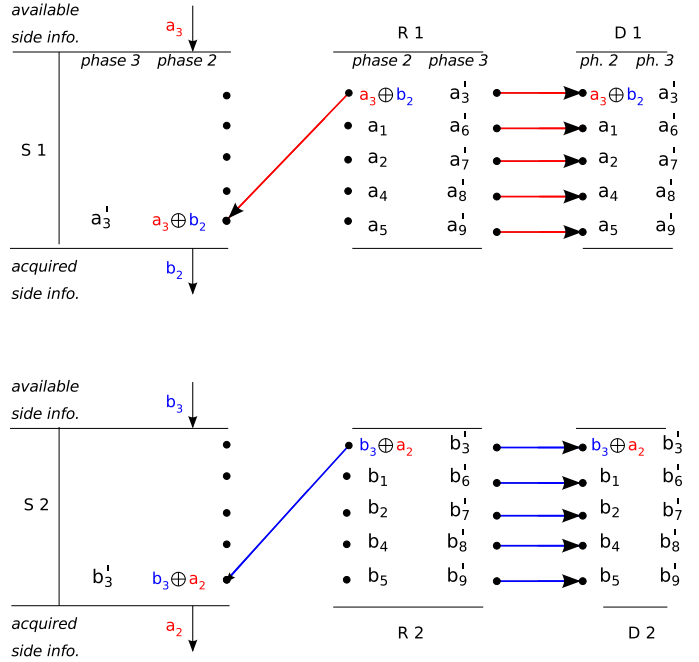 available
side info.
a3
R 1
D 1
phase 3 phase 2
phase 2 phase 3
ph. 2 ph. 3
a3⊕b2 a3' a3⊕b2 a3'
a1 a6' a1 a6'
S 1
a2 a7' a2 a7'
a4 a8' a4 a8'
a3' a3⊕b2 a5 a9' a5 a9'
acquired
side info.
b2
available
side info.
b3
b3⊕a2 b3' b3⊕a2 b3'
b1 b6' b1 b6'
S 2
b2 b7' b2 b7'
b4 b8' b4 b8'
b3' b3⊕a2 b5 b9' b5 b9'
acquired
side info.
a2
R 2
D 2